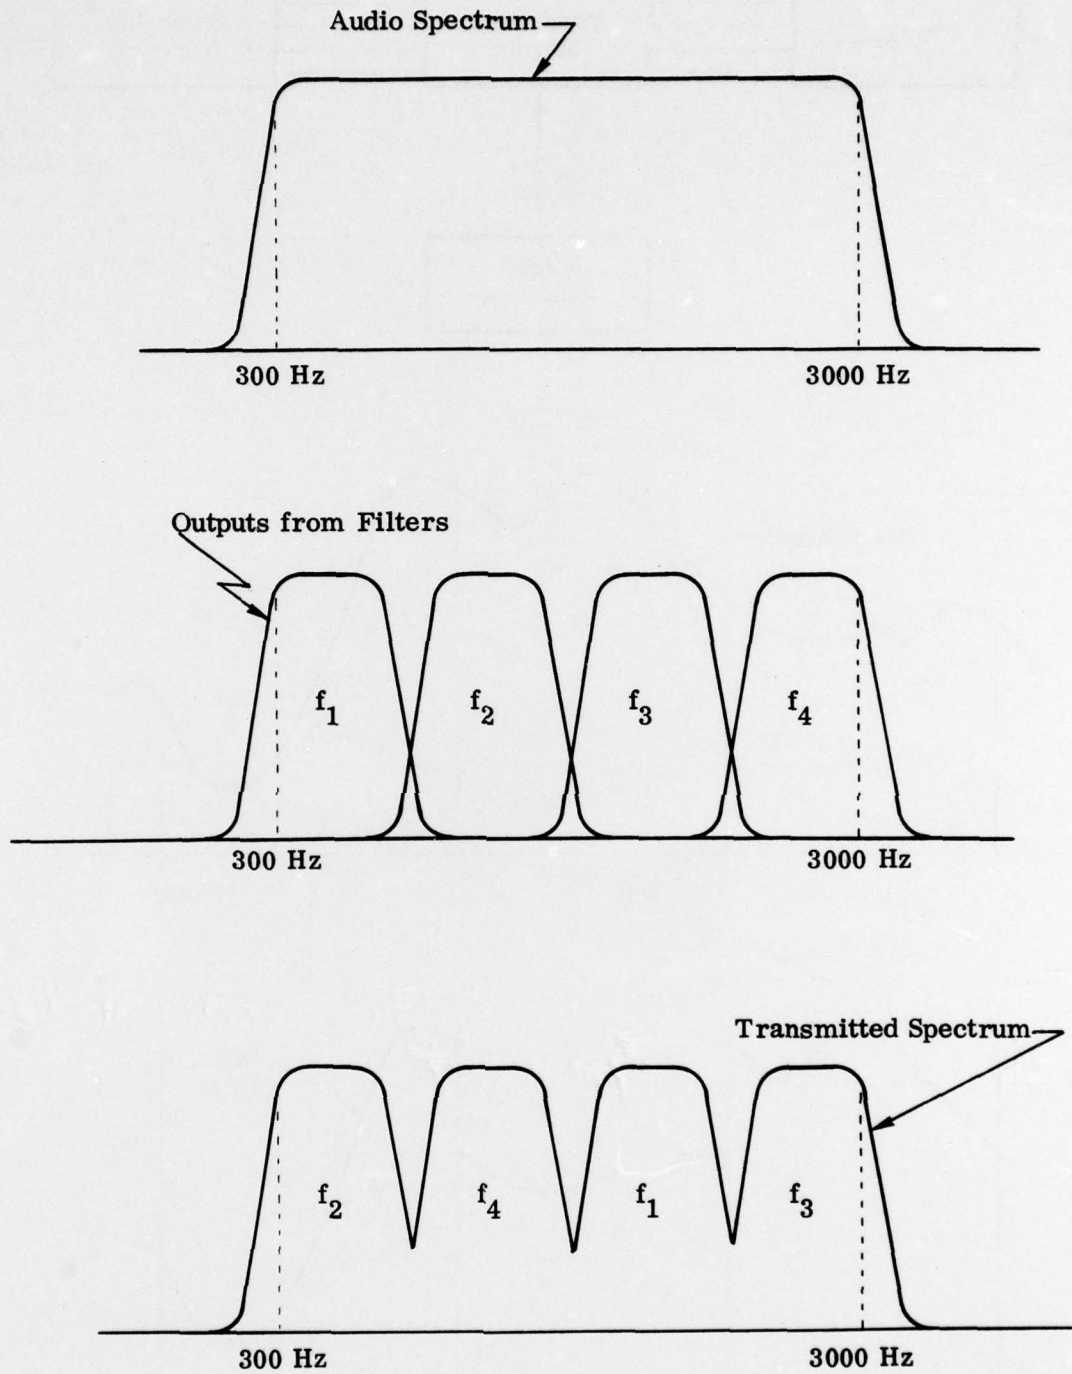 Audio Spectrum
300 Hz
3000 Hz
Outputs from Filters
f1
f2
f3
f4
300 Hz
3000 Hz
Transmitted Spectrum
f2
f4
f1
f3
300 Hz
3000 Hz